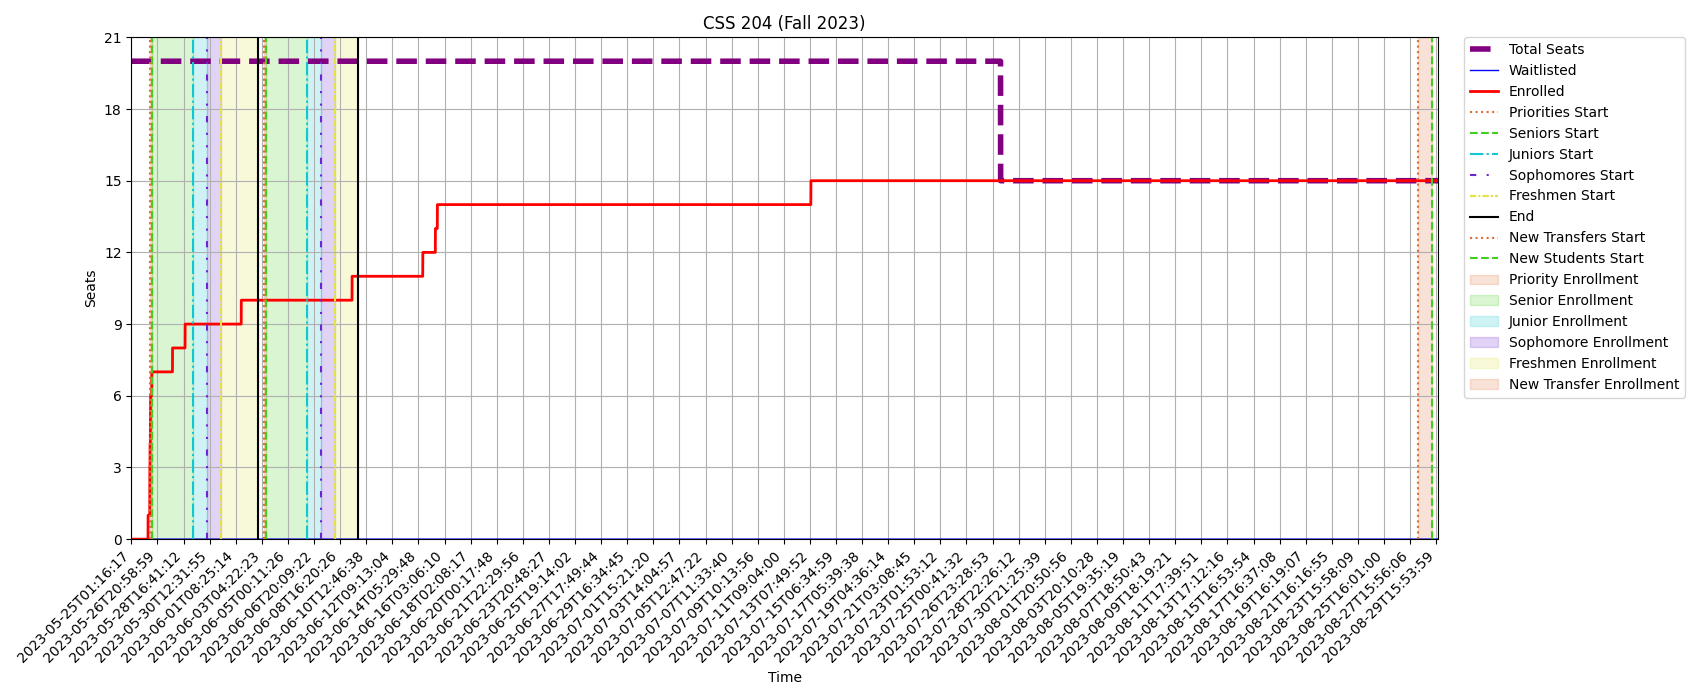 CSS 204 (Fall 2023)
21
18
15
12
9
6
3
0
Seats
2023-05-25T01:16:17
2023-05-26T20:58:59
2023-05-28T16:41:12
2023-05-30T12:31:55
2023-06-01T08:25:14
2023-06-03T04:22:23
2023-06-05T00:11:26
2023-06-06T20:09:22
2023-06-08T16:20:26
2023-06-10T12:46:38
2023-06-12T09:13:04
2023-06-14T05:29:48
2023-06-16T03:06:10
2023-06-18T02:08:17
2023-06-20T00:17:48
2023-06-21T22:29:56
2023-06-23T20:48:27
2023-06-25T19:14:02
2023-06-27T17:49:44
2023-06-29T16:34:45
2023-07-01T15:21:20
2023-07-03T14:04:57
2023-07-05T12:47:22
2023-07-07T11:33:40
2023-07-09T10:13:56
2023-07-11T09:04:00
2023-07-13T07:49:52
2023-07-15T06:34:59
2023-07-17T05:39:38
2023-07-19T04:36:14
2023-07-21T03:08:45
2023-07-23T01:53:12
2023-07-25T00:41:32
2023-07-26T23:28:53
2023-07-28T22:26:12
2023-07-30T21:25:39
2023-08-01T20:50:56
2023-08-03T20:10:28
2023-08-05T19:35:19
2023-08-07T18:50:43
2023-08-09T18:19:21
2023-08-11T17:39:51
2023-08-13T17:12:16
2023-08-15T16:53:54
2023-08-17T16:37:08
2023-08-19T16:19:07
2023-08-21T16:16:55
2023-08-23T15:58:09
2023-08-25T16:01:00
2023-08-27T15:56:06
2023-08-29T15:53:59
Time
Total Seats
Waitlisted
Enrolled
Priorities Start
Seniors Start
Juniors Start
Sophomores Start
Freshmen Start
End
New Transfers Start
New Students Start
Priority Enrollment
Senior Enrollment
Junior Enrollment
Sophomore Enrollment
Freshmen Enrollment
New Transfer Enrollment